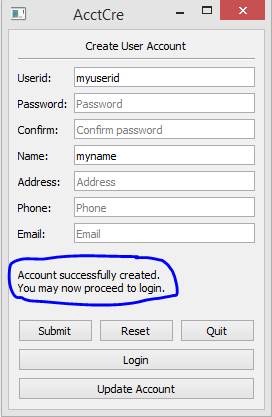 AcctCre
Create User Account
Userid: myuserid
Password: Password
Confirm: Confirm password
Name: myname
Address: Address
Phone: Phone
Email: Email
Account successfully created.
You may now proceed to login.
Submit Reset Quit
Login
Update Account